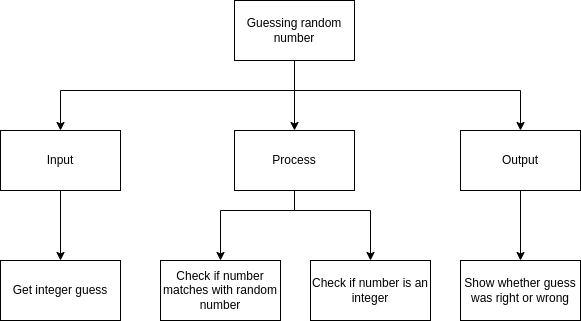 Guessing random
number
Input
Process
Output
Get integer guess
Check if number
matches with random
number
Check if number is an
integer
Show whether guess
was right or wrong